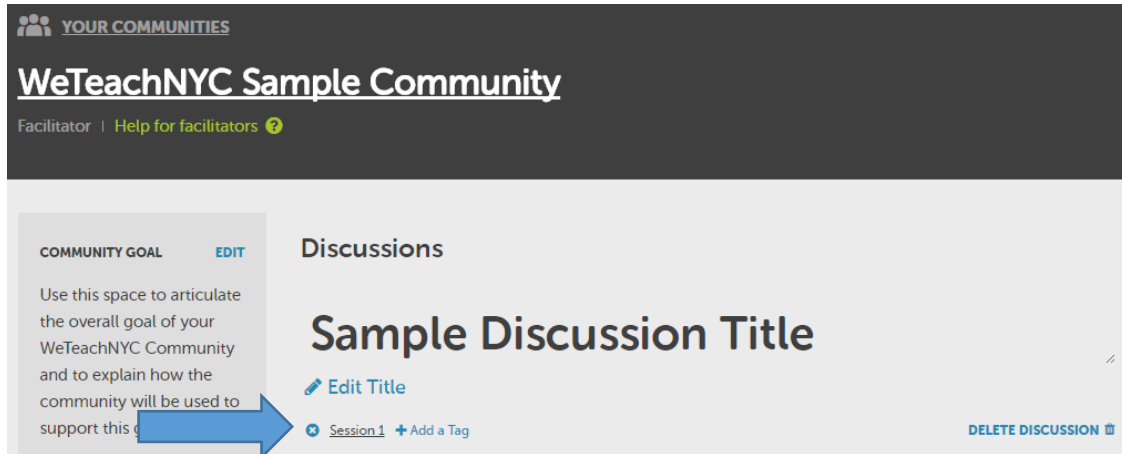 YOUR COMMUNITIES
WeTeachNYC Sample Community
Facilitator | Help for facilitators ?
COMMUNITY GOAL EDIT
Use this space to articulate
the overall goal of your
WeTeachNYC Community
and to explain how the
community will be used to
support this
Discussions
Sample Discussion Title
Edit Title
Session 1 + Add a Tag
DELETE DISCUSSION